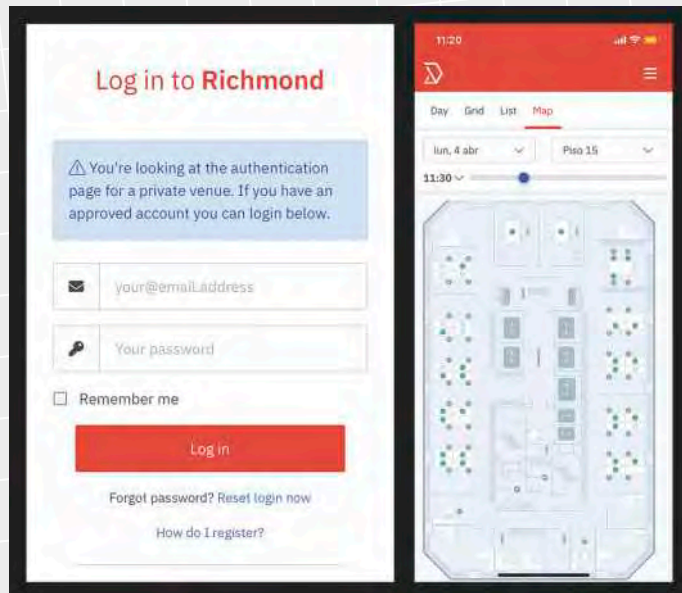 Log in to Richmond
You're looking at the authentication
page for a private venue. If you have an
approved account you can login below.
your@email.address
Your password
Remember me
Log in
Forgot password? Reset login now
How do I register?
11:20
Day Grid List Map
lun, 4 abr
Piso 15
11:30